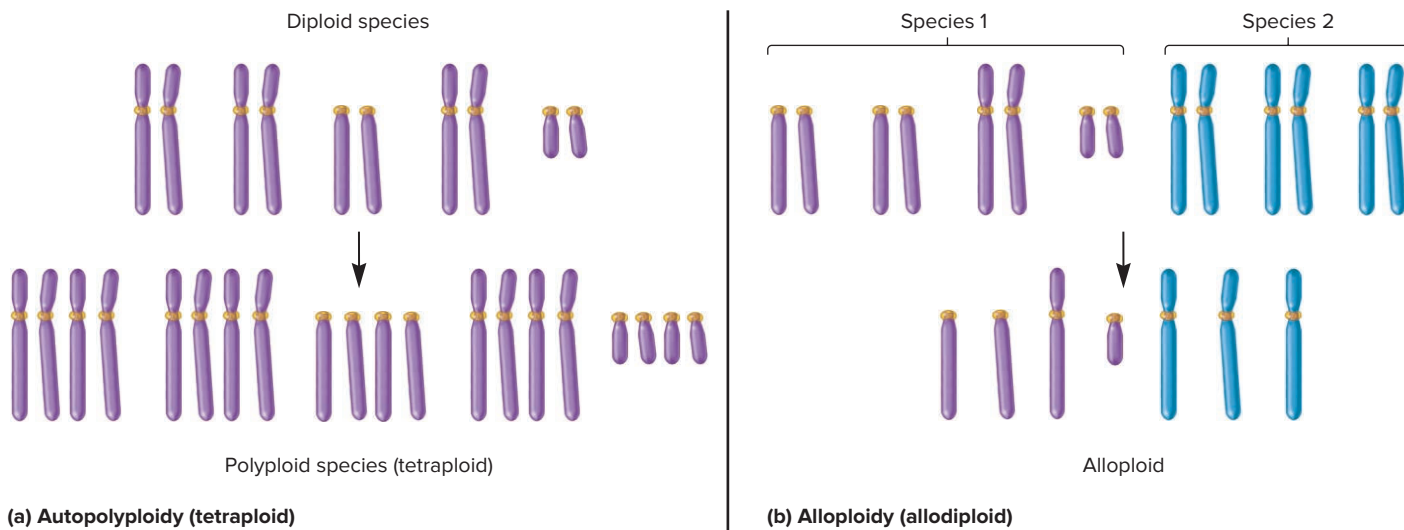 Diploid species
Polyploid species (tetraploid)
(a) Autopolyploidy (tetraploid)
Species 1
Species 2
Alloploid
(b) Alloploidy (allodiploid)